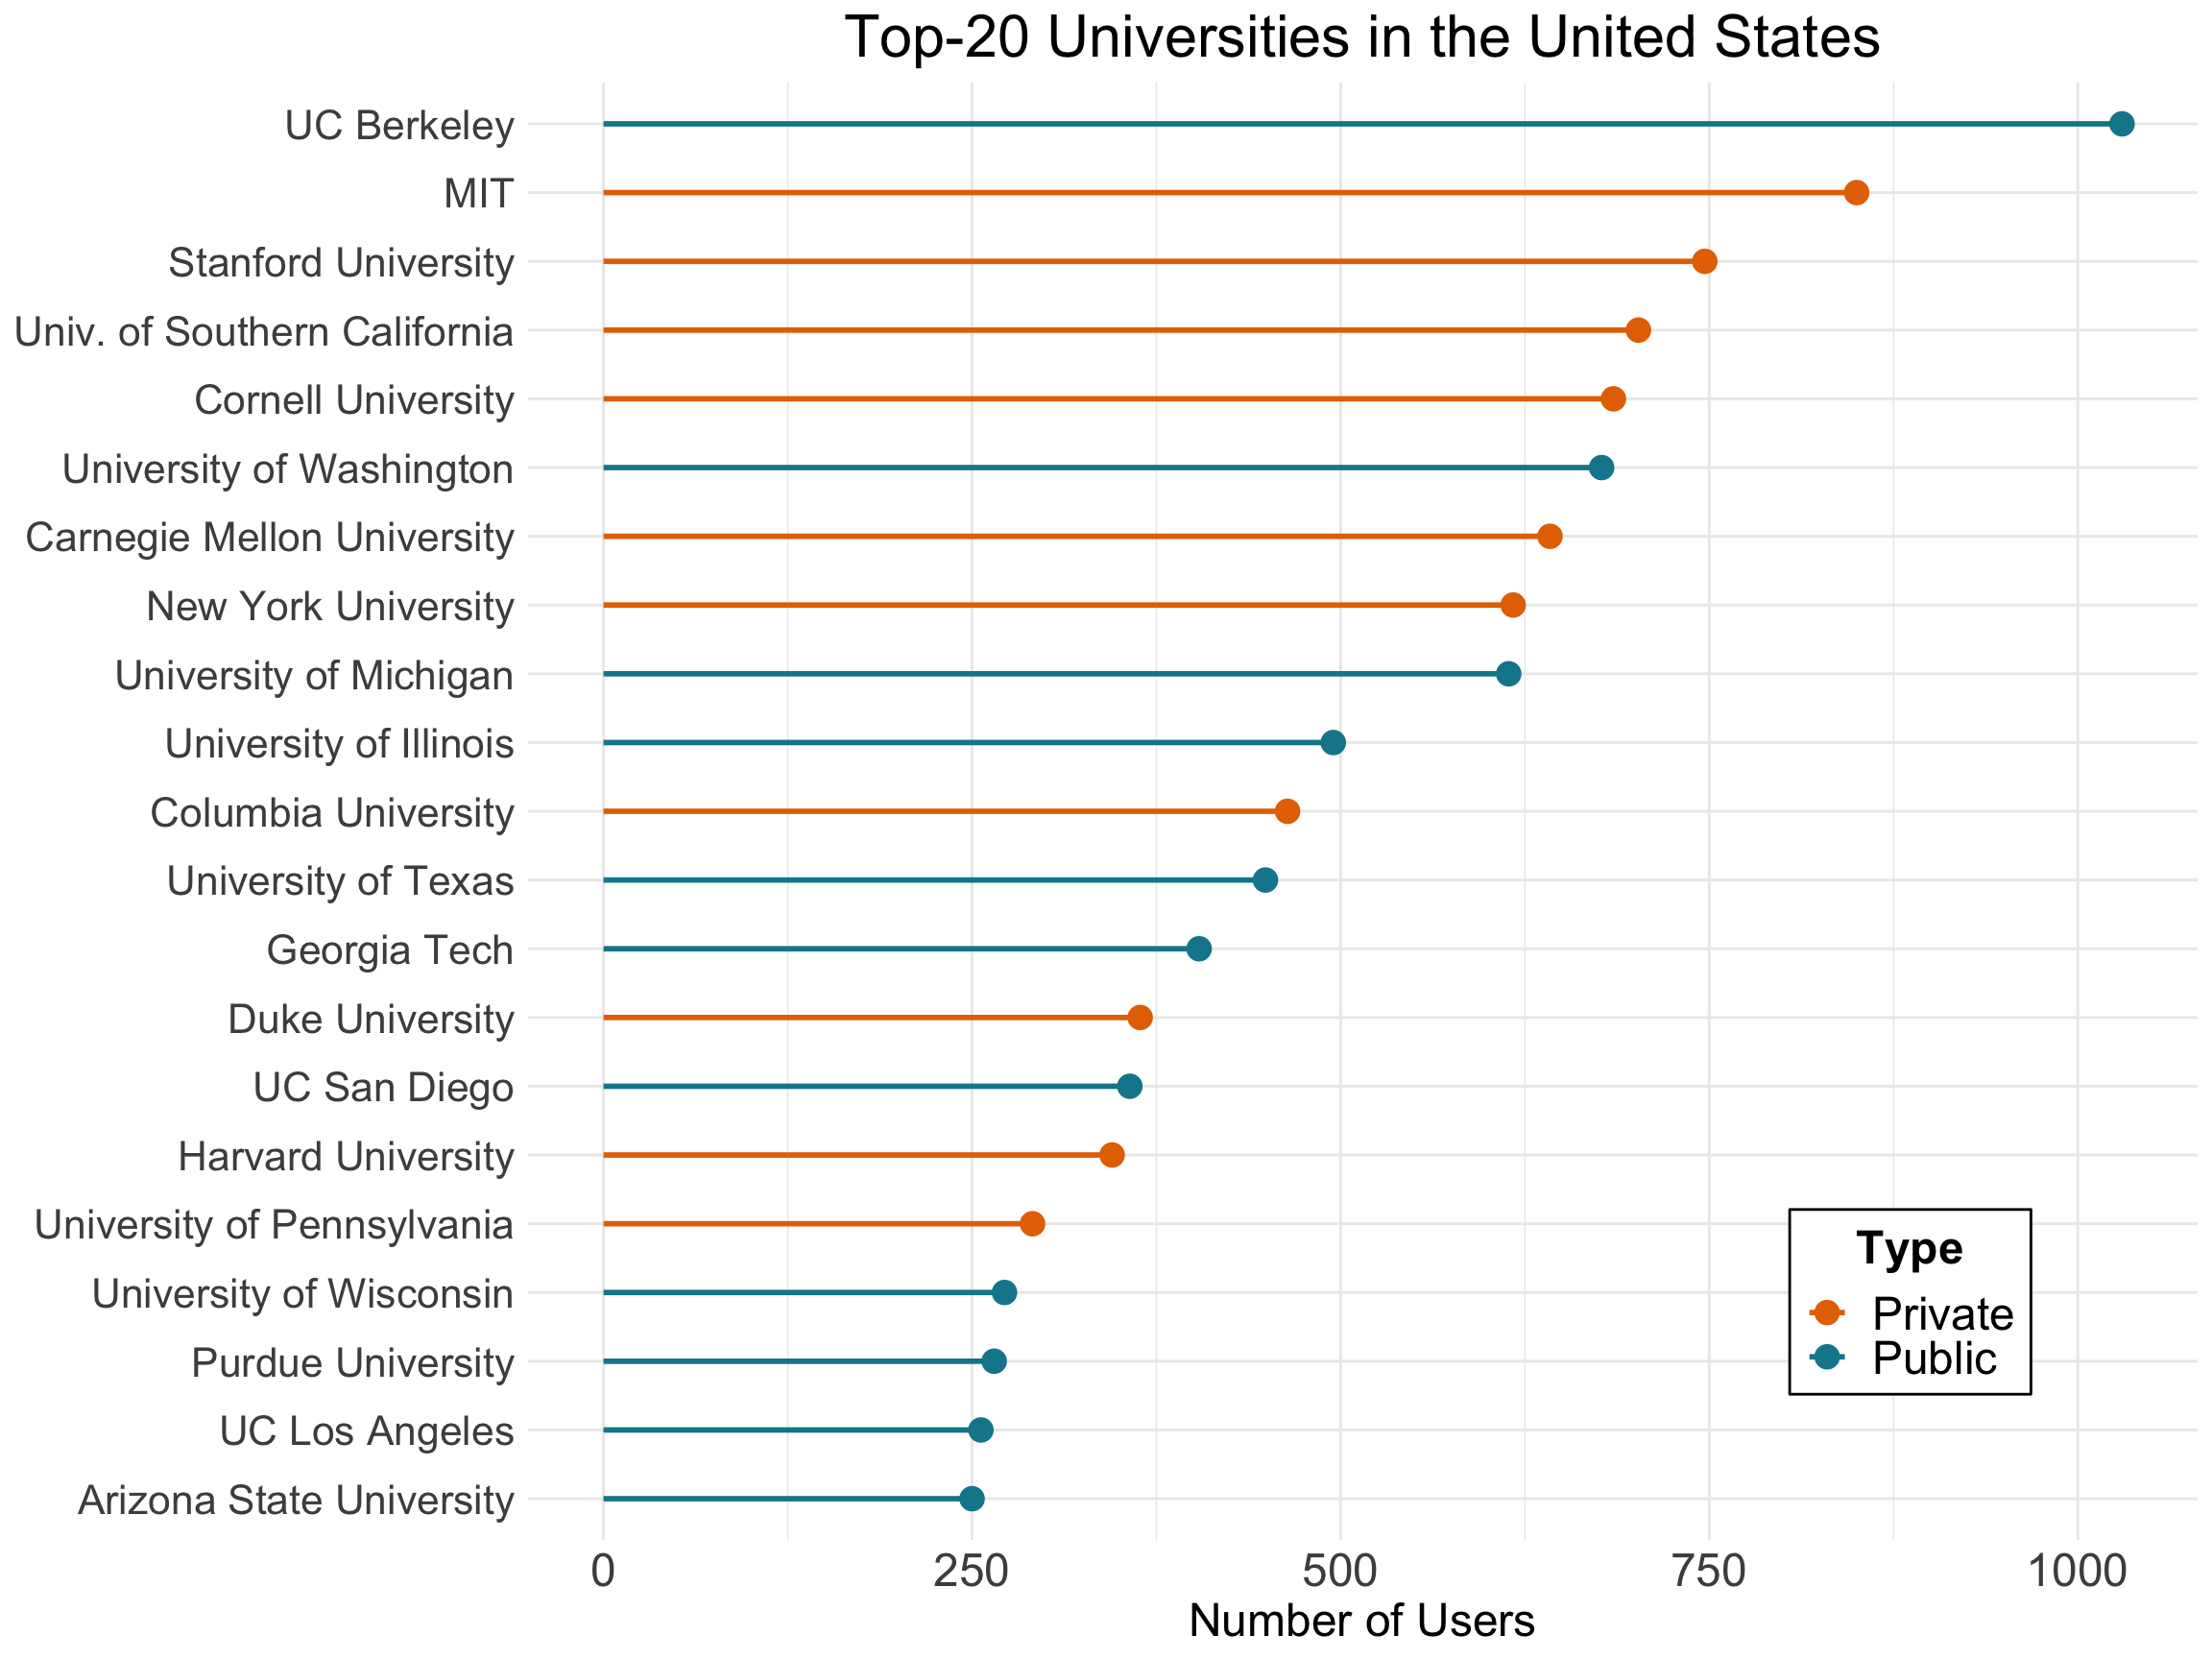 Top-20 Universities in the United States
UC Berkeley
MIT
Stanford University
Univ. of Southern California
Cornell University
University of Washington
Carnegie Mellon University
New York University
University of Michigan
University of Illinois
Columbia University
University of Texas
Georgia Tech
Duke University
UC San Diego
Harvard University
University of Pennsylvania
University of Wisconsin
Purdue University
UC Los Angeles
Arizona State University
Type
Private
Public
0 250 500 750 1000
Number of Users